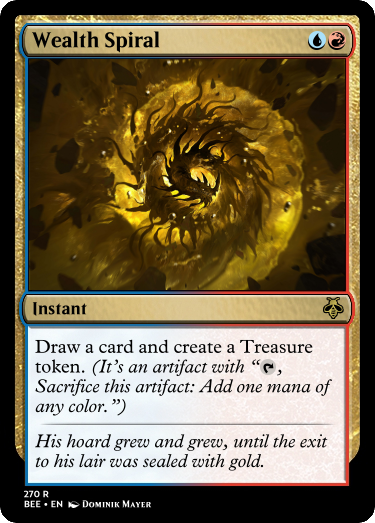 Wealth Spiral
Instant
Draw a card and create a Treasure
token. (It's an artifact with “, 
Sacrifice this artifact: Add one mana of
any color.”)
His hoard grew and grew, until the exit
to his lair was sealed with gold.
270 R
BEE • EN Dominik Mayer